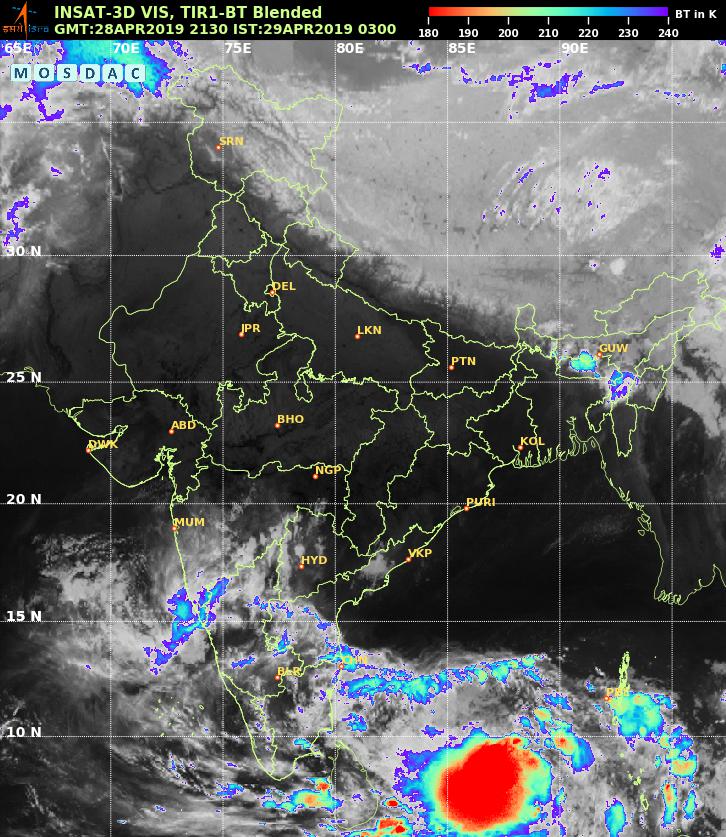 INSAT-3D VIS, TIR1-BT Blended
GMT:28APR2019 2130 IST:29APR2019 0300
BT in K
180 190 200 210 220 230 240
65E 70E 75E 80E 85E 90E
MOSDAC
SRN
30 N
DEL
JPR
LKN
GUW
PTN
25 N
ABD
BHO
DWK
KOL
NGP
20 N
PURI
MUM
VKP
HYD
15 N
BLR
10 N